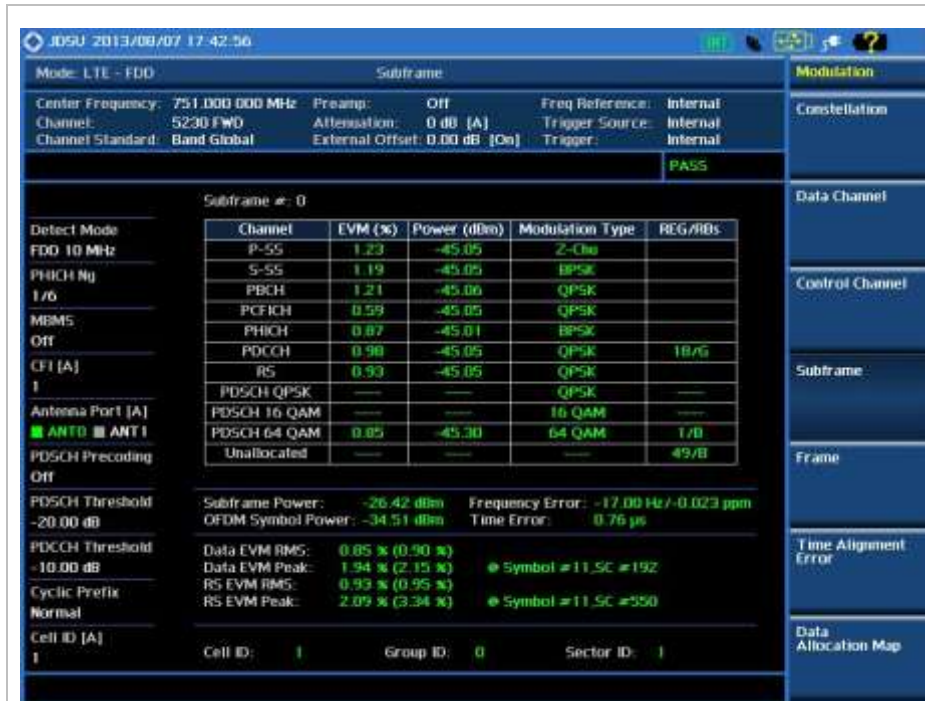 JDSU 2013/08/07 17:42:56
Mode: LTE - FDD Subframe Modulation
Center Frequency: 751.000 000 MHz Preamp: Off Freq Reference: Internal
Channel: 5230 FWD Attenuation: 0 dB [A] Trigger Source: Internal
Channel Standard: Band Global External Offset: 0.00 dB [On] Trigger: Internal
PASS
Subframe #: 0
Channel EVM (%) Power (dBm) Modulation Type REG/RBs
P-SS 1.23 -45.05 Z-Chu
S-SS 1.19 -45.05 BPSK
PBCH 1.21 -45.06 QPSK
PCFICH 0.59 -45.05 QPSK
PHICH 0.87 -45.01 BPSK
PDCCH 0.98 -45.05 QPSK 18/G
RS 0.93 -45.05 QPSK
PDSCH QPSK ---- ---- QPSK ----
PDSCH 16 QAM ---- ---- 16 QAM ----
PDSCH 64 QAM 0.85 -45.30 64 QAM 1/B
Unallocated ---- ---- ---- 49/B
Subframe Power: -26.42 dBm Frequency Error: -17.00 Hz/-0.023 ppm
OFDM Symbol Power: -34.51 dBm Time Error: 0.76 µs
Data EVM RMS: 0.85 % (0.90 %)
Data EVM Peak: 1.94 % (2.15 %) @ Symbol #11,SC #192
RS EVM RMS: 0.93 % (0.95 %)
RS EVM Peak: 2.09 % (3.34 %) @ Symbol #11,SC #550
Cell ID: 1 Group ID: 0 Sector ID: 1
Detect Mode
FDD 10 MHz
PHICH Ng
1/6
MBMS
Off
CFI [A]
1
Antenna Port [A]
ANT0 ANT1
PDSCH Precoding
Off
PDSCH Threshold
-20.00 dB
PDCCH Threshold
-10.00 dB
Cyclic Prefix
Normal
Cell ID [A]
1
Constellation
Data Channel
Control Channel
Subframe
Frame
Time Alignment
Error
Data
Allocation Map